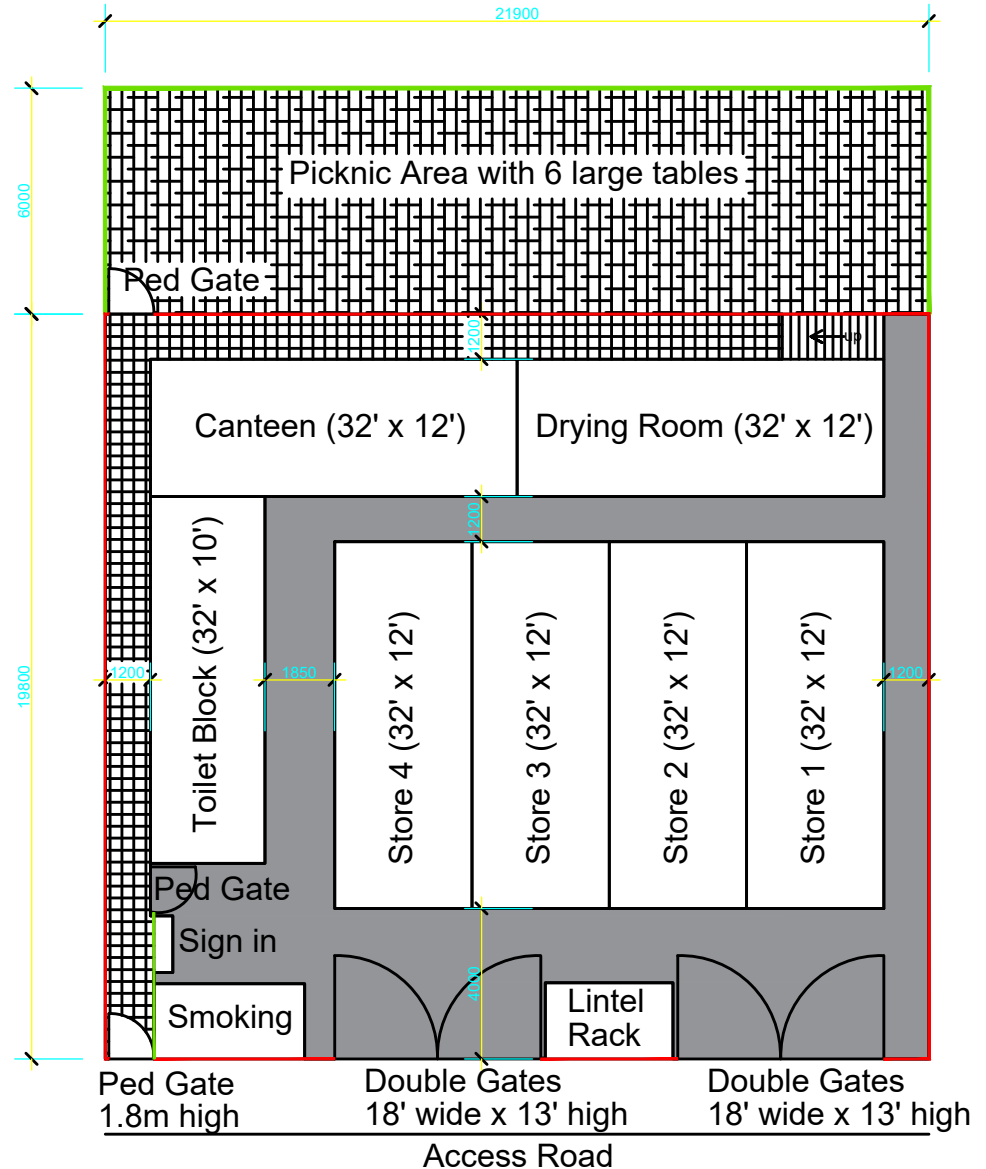 21900
6000
Picknic Area with 6 large tables
Ped Gate
1200
up
Canteen (32' x 12')
Drying Room (32' x 12')
1200
19800
1200
Toilet Block (32' x 10')
1850
Store 4 (32' x 12')
Store 3 (32' x 12')
Store 2 (32' x 12')
Store 1 (32' x 12')
1200
Ped Gate
Sign in
4000
Smoking
Lintel
Rack
Ped Gate
1.8m high
Double Gates
18' wide x 13' high
Double Gates
18' wide x 13' high
Access Road